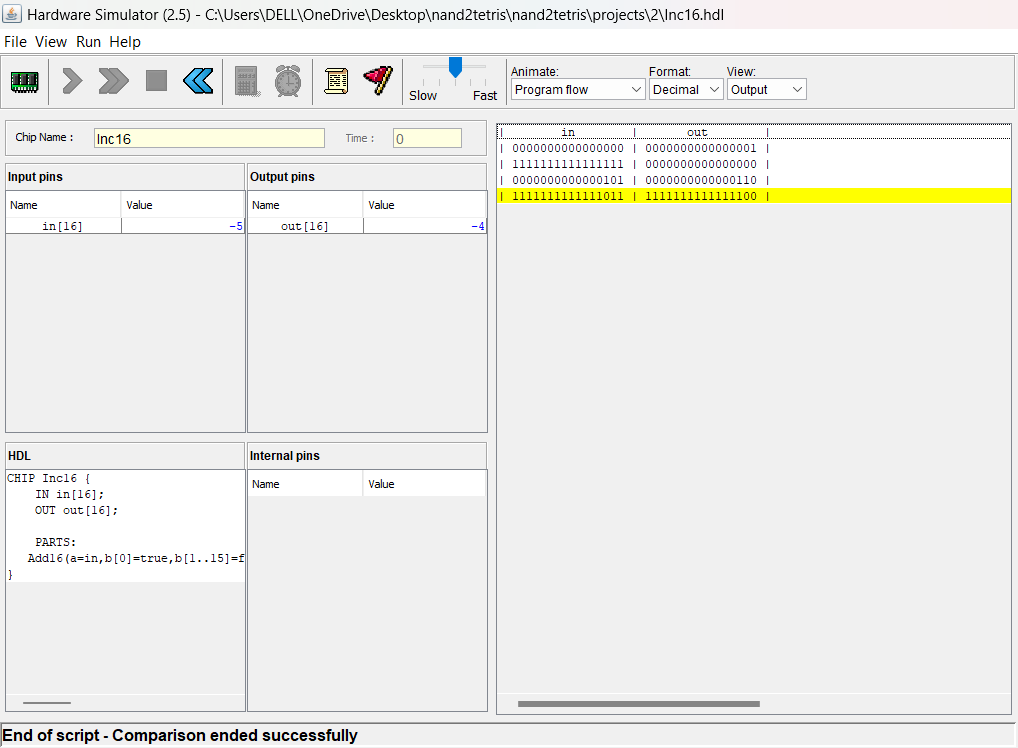 Hardware Simulator (2.5) - C:\Users\DELL\OneDrive\Desktop\nand2tetris\nand2tetris\projects\2\Inc16.hdl
File View Run Help
Slow Fast
Animate: Format: View:
Program flow Decimal Output
Chip Name : Inc16 Time : 0
Input pins
Name Value
in[16] -5
Output pins
Name Value
out[16] -4
HDL
CHIP Inc16 {
IN in[16];
OUT out[16];
PARTS:
Add16(a=in,b[0]=true,b[1..15]=f
}
Internal pins
Name Value
| in | out |
| 0000000000000000 | 0000000000000001 |
| 1111111111111111 | 0000000000000000 |
| 0000000000000101 | 0000000000000110 |
| 1111111111111011 | 1111111111111100 |
End of script - Comparison ended successfully